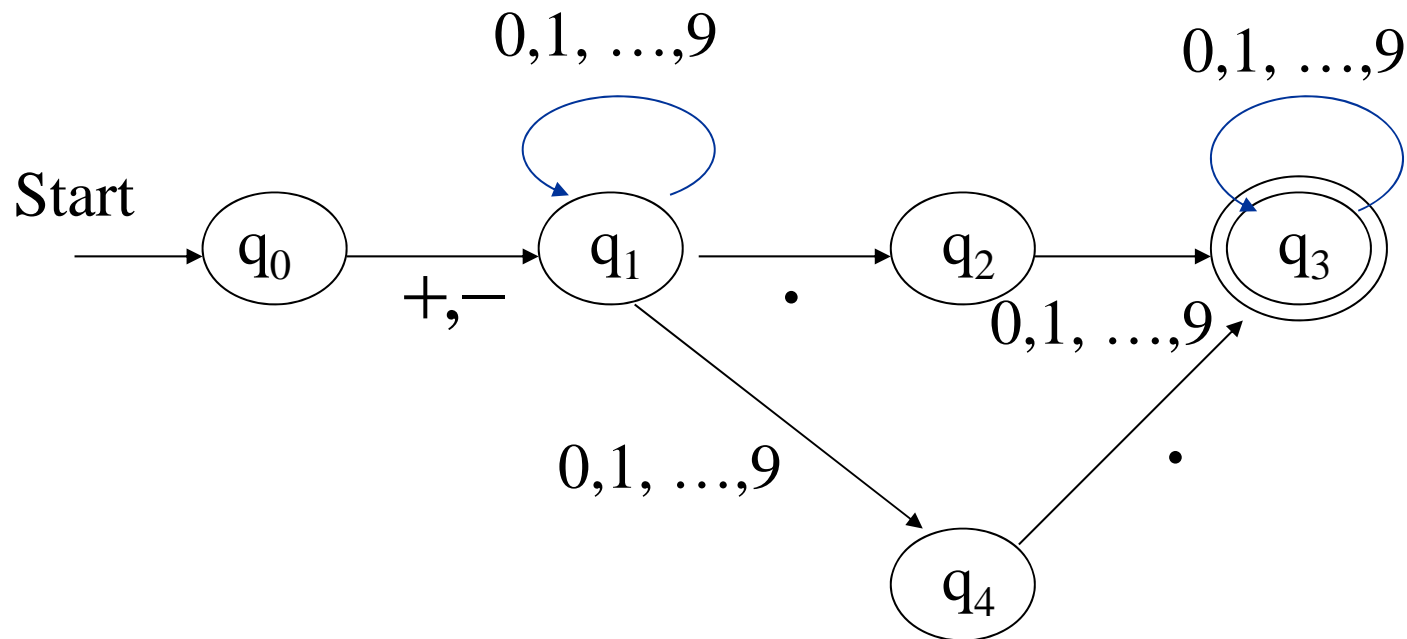 0,1, …,9
0,1, …,9
Start
q0
q1
q2
q3
+,−
.
0,1, …,9
0,1, …,9
.
q4